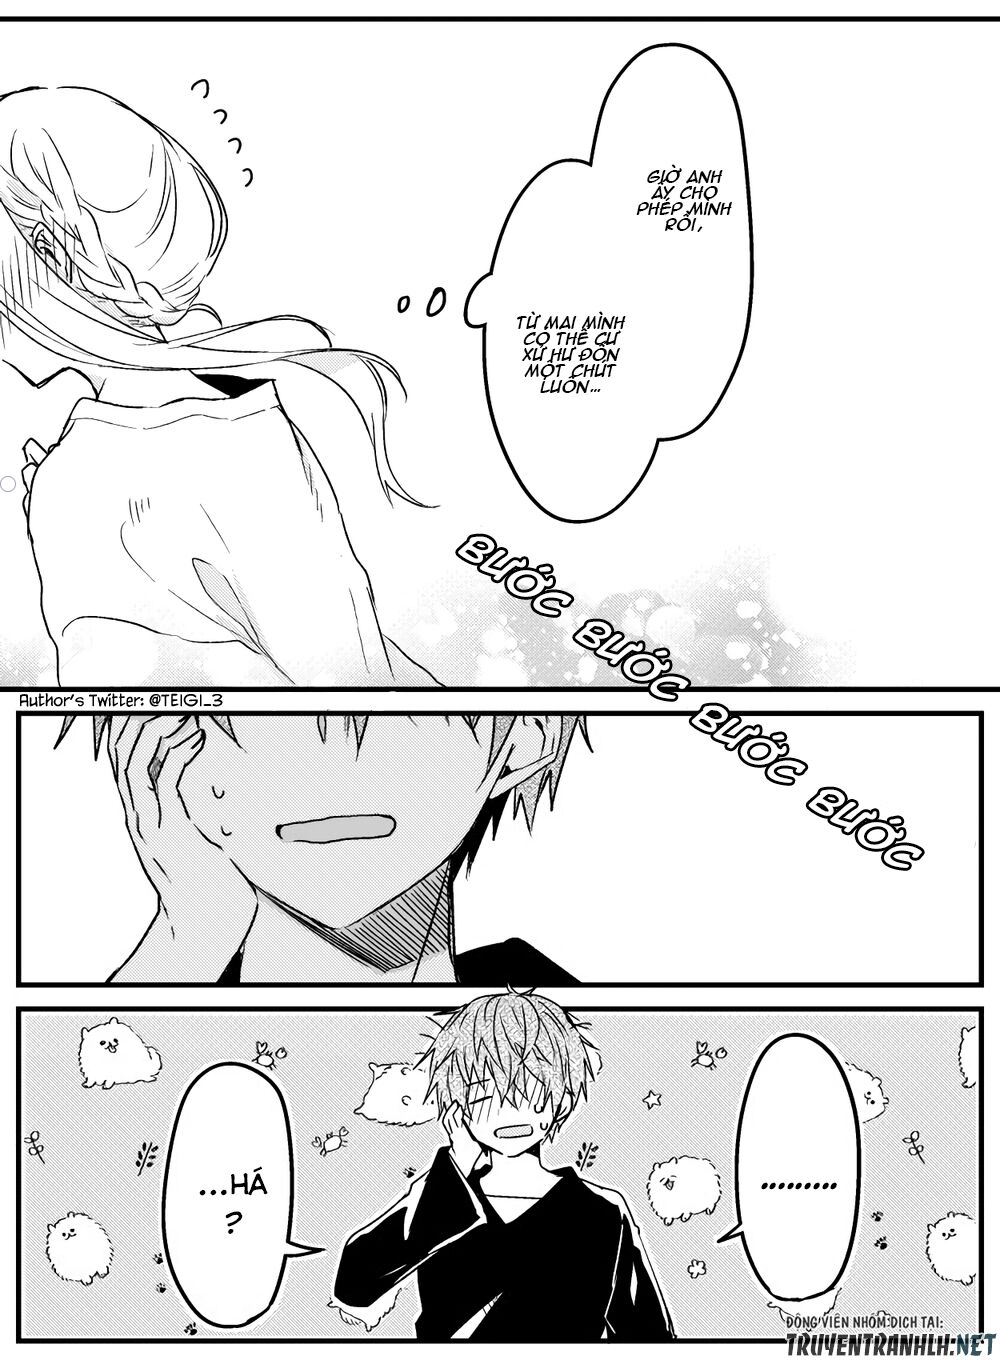 GIỜ ANH
ẤY CHO
PHÉP MÌNH
RỒI,
TỪ MAI MÌNH
CÓ THỂ CƯ
XỬ HƯ ĐỐN
MỘT CHÚT
LUÔN...
BƯỚC BƯỚC BƯỚC BƯỚC
Author's Twitter: @TEIGI_3
..........
...HÁ
?
ĐỘNG VIÊN NHÓM DỊCH TẠI:
TRUYENTRANHLH.NET